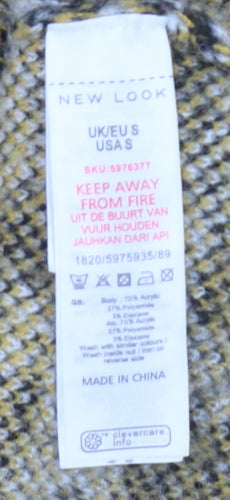 NEW LOOK
UK/EU S
USA S
SKU:5976377
KEEP AWAY
FROM FIRE
UIT DE BUURT VAN
VUUR HOUDEN
JAUHKAN DARI API
1820/5975935/89
GB: Body : 70% Acrylic
27% Polyamide
3% Elastane
Rib: 70% Acrylic
27% Polyamide
3% Elastane
Wash with similar colours /
Wash inside out / Iron on
reverse side
MADE IN CHINA
clevercare
info